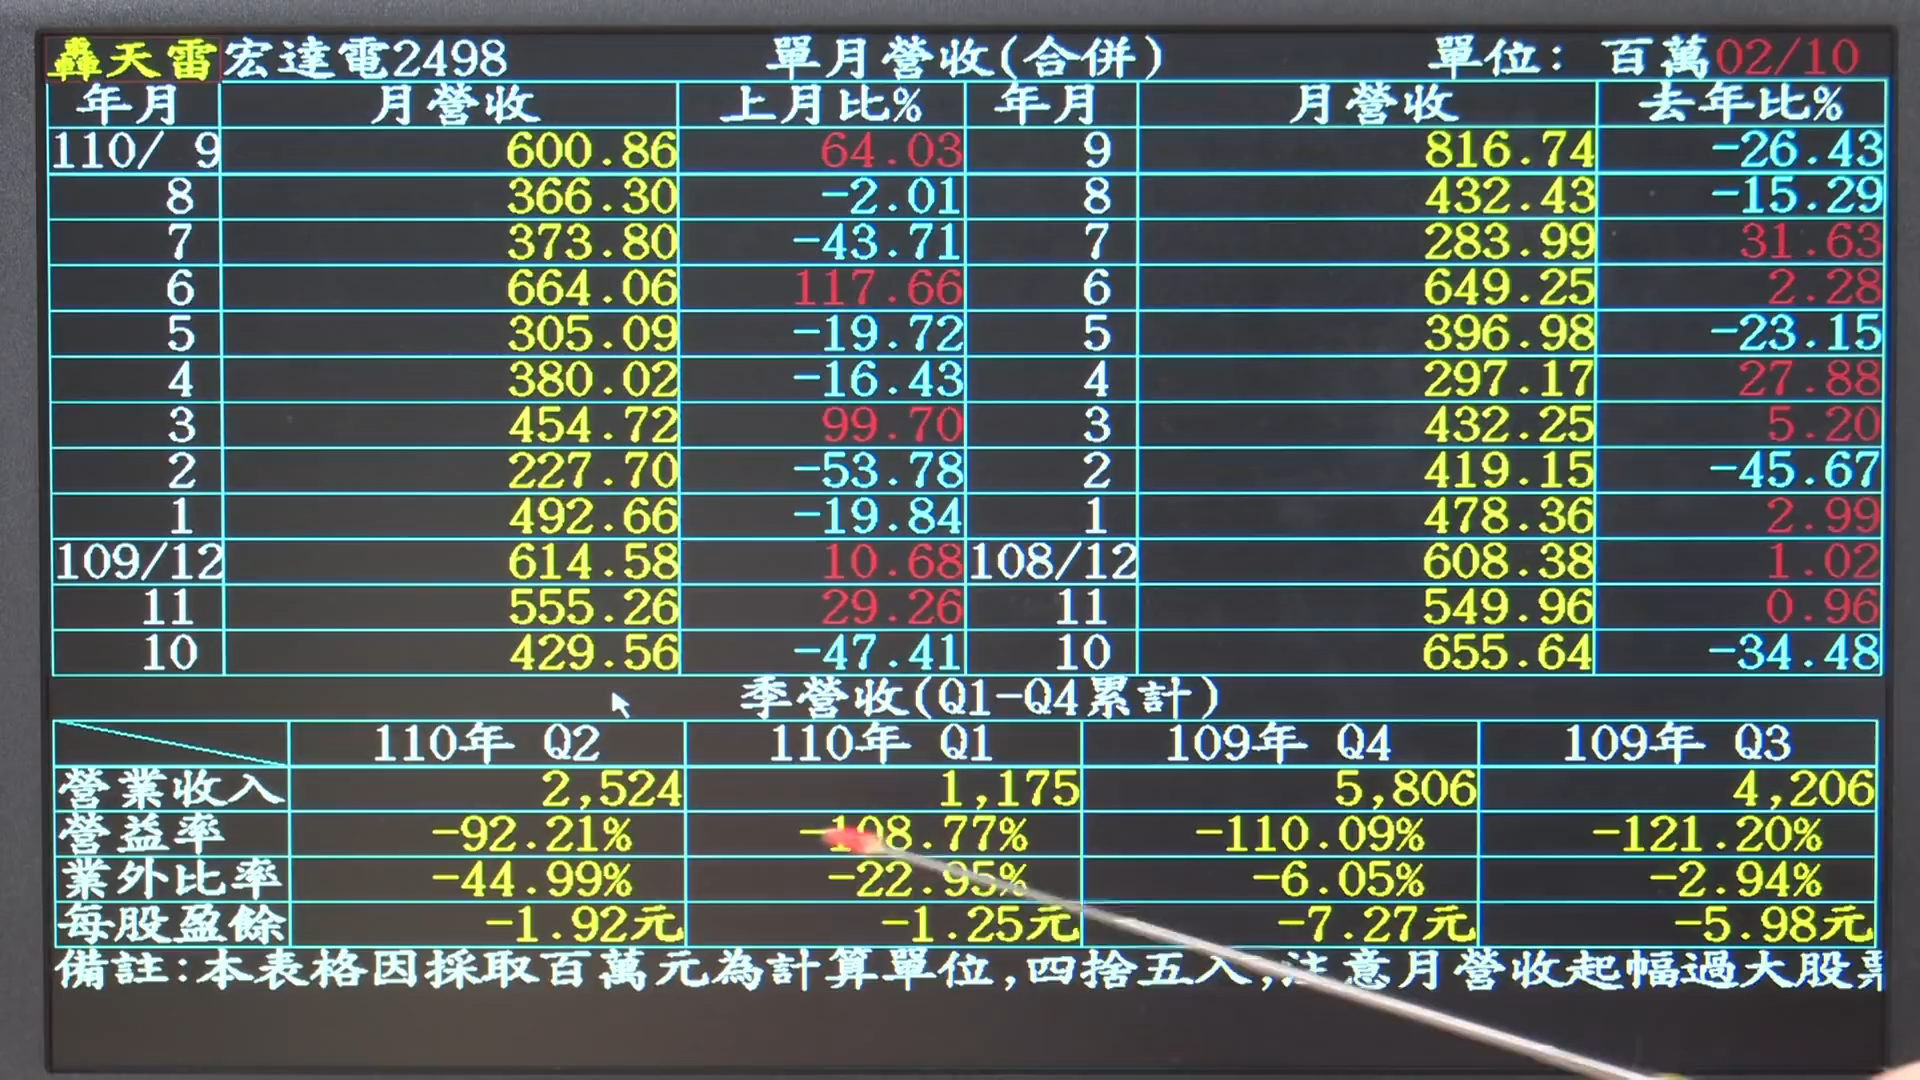 轟天雷 宏達電2498 單月營收(合併) 單位: 百萬 02/10
年月 月營收 上月比% 年月 月營收 去年比%
110/ 9 600.86 64.03 9 816.74 -26.43
8 366.30 -2.01 8 432.43 -15.29
7 373.80 -43.71 7 283.99 31.63
6 664.06 117.66 6 649.25 2.28
5 305.09 -19.72 5 396.98 -23.15
4 380.02 -16.43 4 297.17 27.88
3 454.72 99.70 3 432.25 5.20
2 227.70 -53.78 2 419.15 -45.67
1 492.66 -19.84 1 478.36 2.99
109/12 614.58 10.68 108/12 608.38 1.02
11 555.26 29.26 11 549.96 0.96
10 429.56 -47.41 10 655.64 -34.48
季營收(Q1-Q4累計)
110年 Q2 110年 Q1 109年 Q4 109年 Q3
營業收入 2,524 1,175 5,806 4,206
營益率 -92.21% -108.77% -110.09% -121.20%
業外比率 -44.99% -22.95% -6.05% -2.94%
每股盈餘 -1.92元 -1.25元 -7.27元 -5.98元
備註:本表格因採取百萬元為計算單位,四捨五入,注意月營收起幅過大股票